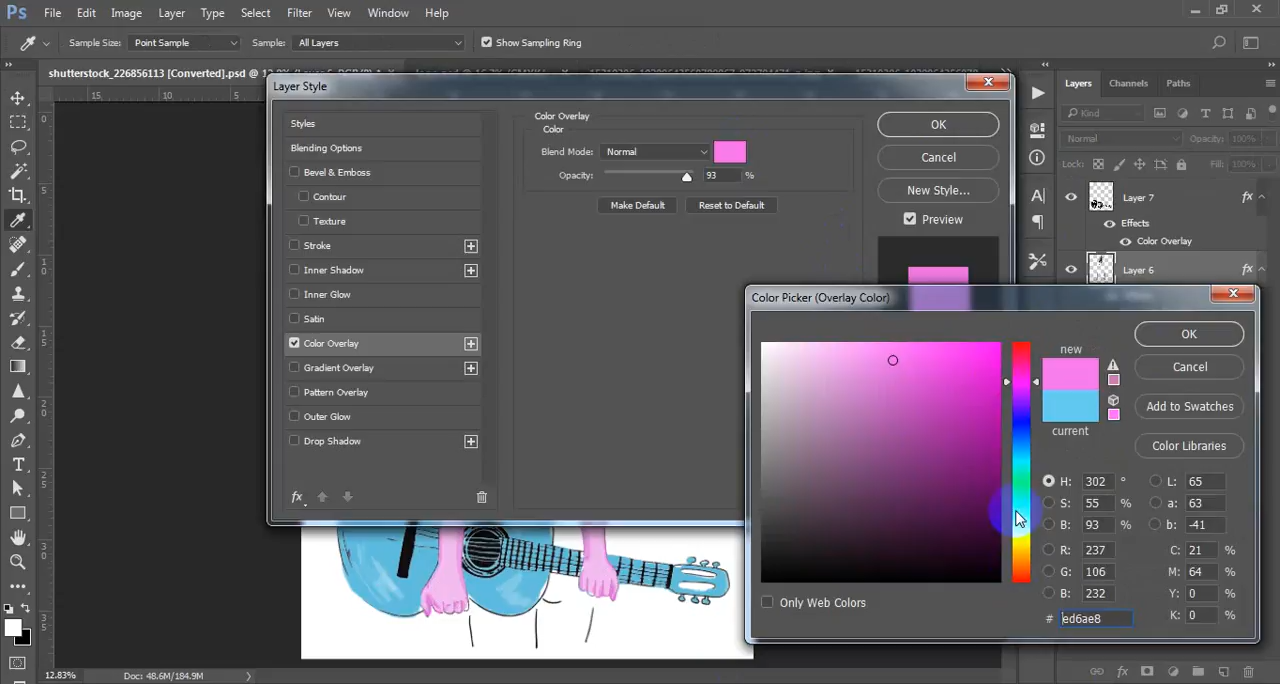 Ps File Edit Image Layer Type Select Filter View Window Help
Sample Size: Point Sample Sample: All Layers Show Sampling Ring
shutterstock_226856113 [Converted].psd @
Layer Style
Layers Channels Paths
Kind
Normal Opacity: 100%
Lock: Fill: 100%
Layer 7 fx
Effects
Color Overlay
Layer 6 fx
15 10 5
Styles
Blending Options
Bevel & Emboss
Contour
Texture
Stroke
Inner Shadow
Inner Glow
Satin
Color Overlay
Gradient Overlay
Pattern Overlay
Outer Glow
Drop Shadow
fx
Color Overlay
Color
Blend Mode: Normal
Opacity: 93 %
Make Default Reset to Default
OK
Cancel
New Style...
Preview
Color Picker (Overlay Color)
new
current
OK
Cancel
Add to Swatches
Color Libraries
H: 302 ° L: 65
S: 55 % a: 63
B: 93 % b: -41
R: 237 C: 21 %
G: 106 M: 64 %
B: 232 Y: 0 %
# ed6ae8 K: 0 %
Only Web Colors
12.83% Doc: 48.6M/184.9M